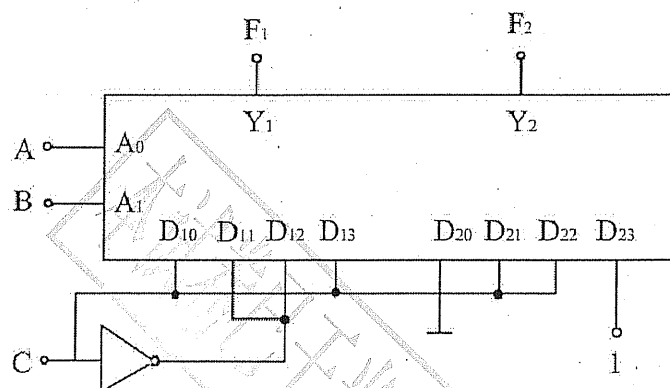 F₁ F₂
Y₁ Y₂
A A₀
B A₁
D₁₀ D₁₁ D₁₂ D₁₃ D₂₀ D₂₁ D₂₂ D₂₃
C 1